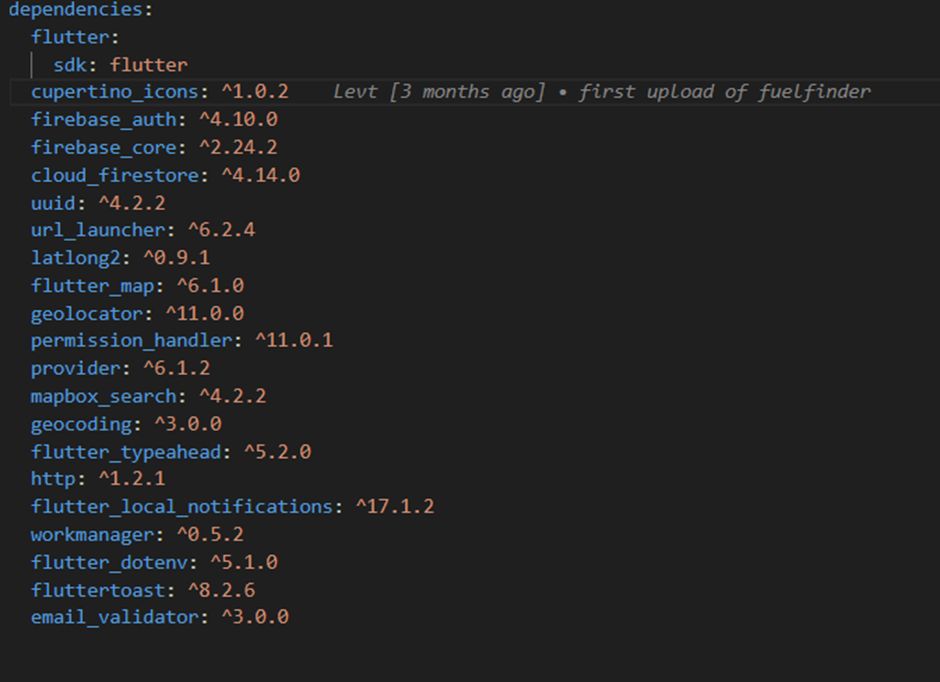 dependencies:
flutter:
sdk: flutter
cupertino_icons: ^1.0.2 Levt [3 months ago] • first upload of fuelfinder
firebase_auth: ^4.10.0
firebase_core: ^2.24.2
cloud_firestore: ^4.14.0
uuid: ^4.2.2
url_launcher: ^6.2.4
latlong2: ^0.9.1
flutter_map: ^6.1.0
geolocator: ^11.0.0
permission_handler: ^11.0.1
provider: ^6.1.2
mapbox_search: ^4.2.2
geocoding: ^3.0.0
flutter_typeahead: ^5.2.0
http: ^1.2.1
flutter_local_notifications: ^17.1.2
workmanager: ^0.5.2
flutter_dotenv: ^5.1.0
fluttertoast: ^8.2.6
email_validator: ^3.0.0